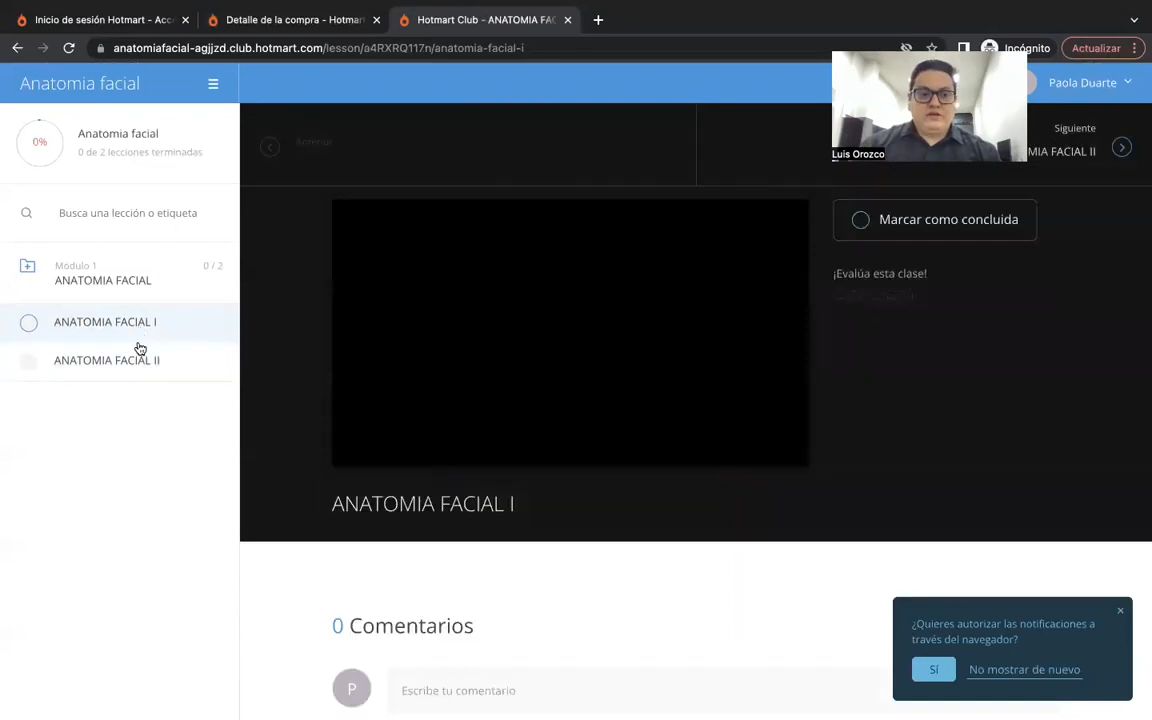 Inicio de sesión Hotmart - Acc
Detalle de la compra - Hotmart
Hotmart Club - ANATOMIA FAC
anatomiafacial-agjjzd.club.hotmart.com/lesson/a4RXRQ117n/anatomia-facial-i
Incógnito
Actualizar
Anatomia facial
Paola Duarte
0%
Anatomia facial
0 de 2 lecciones terminadas
Anterior
Siguiente
MIA FACIAL II
Luis Orozco
Busca una lección o etiqueta
Marcar como concluida
Módulo 1
0 / 2
ANATOMIA FACIAL
¡Evalúa esta clase!
ANATOMIA FACIAL I
ANATOMIA FACIAL II
ANATOMIA FACIAL I
0 Comentarios
P
Escribe tu comentario
¿Quieres autorizar las notificaciones a
través del navegador?
Sí
No mostrar de nuevo